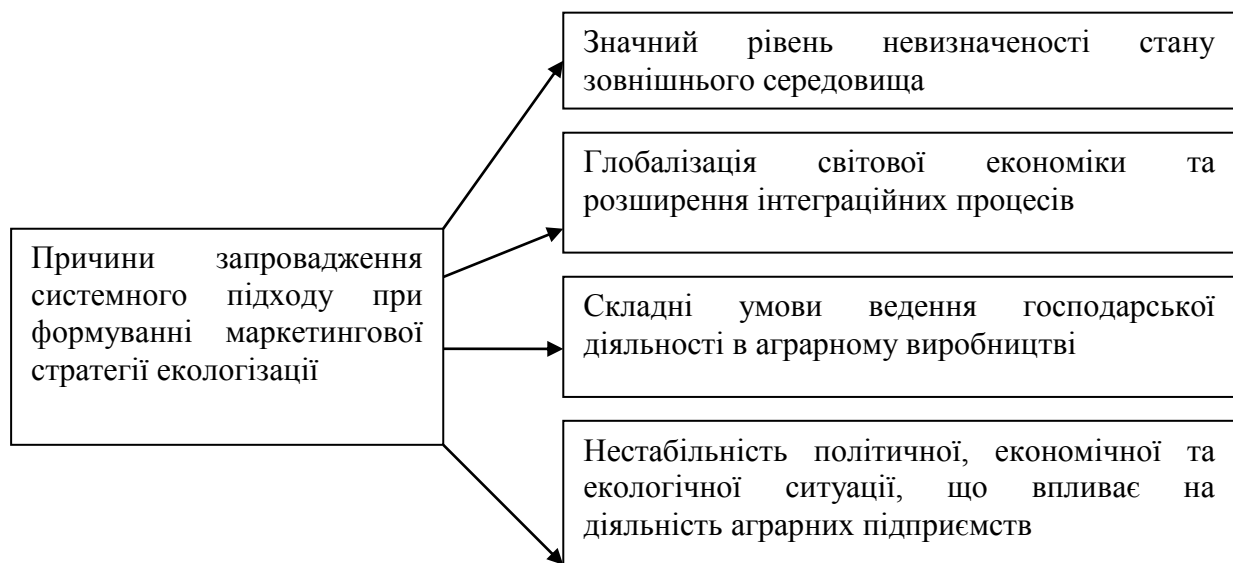 Причини запровадження
системного підходу при
формуванні маркетингової
стратегії екологізації
Значний рівень невизначеності стану
зовнішнього середовища
Глобалізація світової економіки та
розширення інтеграційних процесів
Складні умови ведення господарської
діяльності в аграрному виробництві
Нестабільність політичної, економічної та
екологічної ситуації, що впливає на
діяльність аграрних підприємств